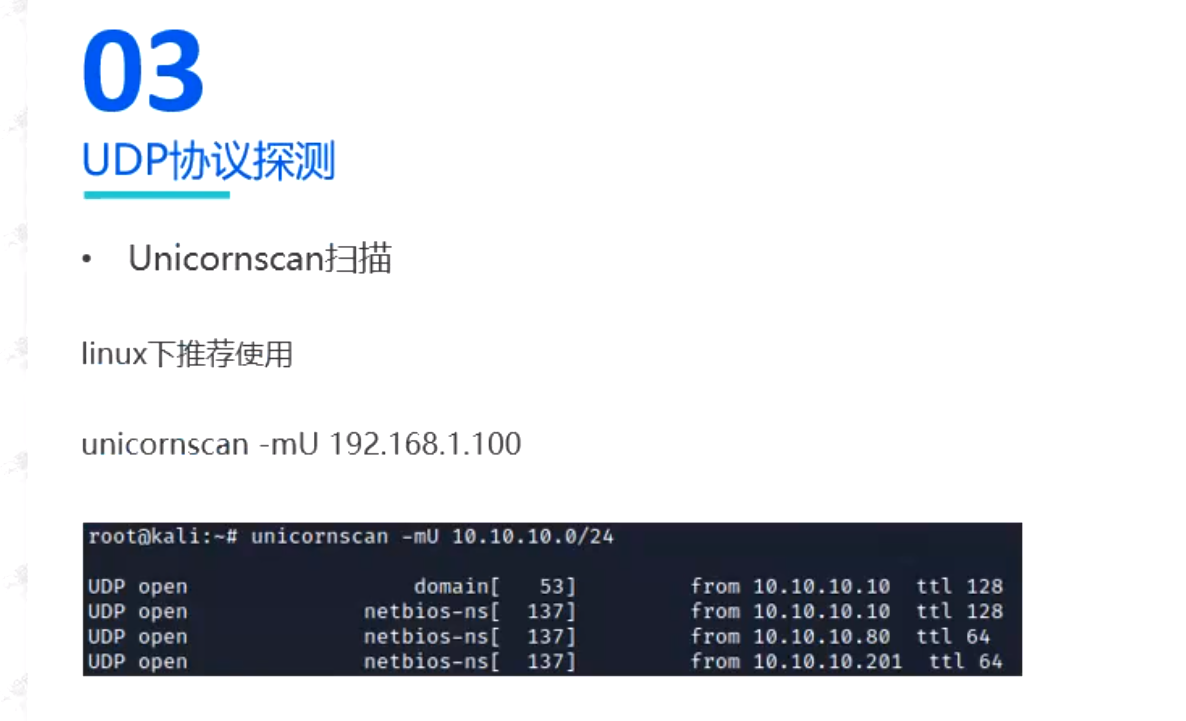 03
UDP协议探测
• Unicornscan扫描
linux下推荐使用
unicornscan -mU 192.168.1.100
root@kali:~# unicornscan -mU 10.10.10.0/24
UDP open domain[ 53] from 10.10.10.10 ttl 128
UDP open netbios-ns[ 137] from 10.10.10.10 ttl 128
UDP open netbios-ns[ 137] from 10.10.10.80 ttl 64
UDP open netbios-ns[ 137] from 10.10.10.201 ttl 64